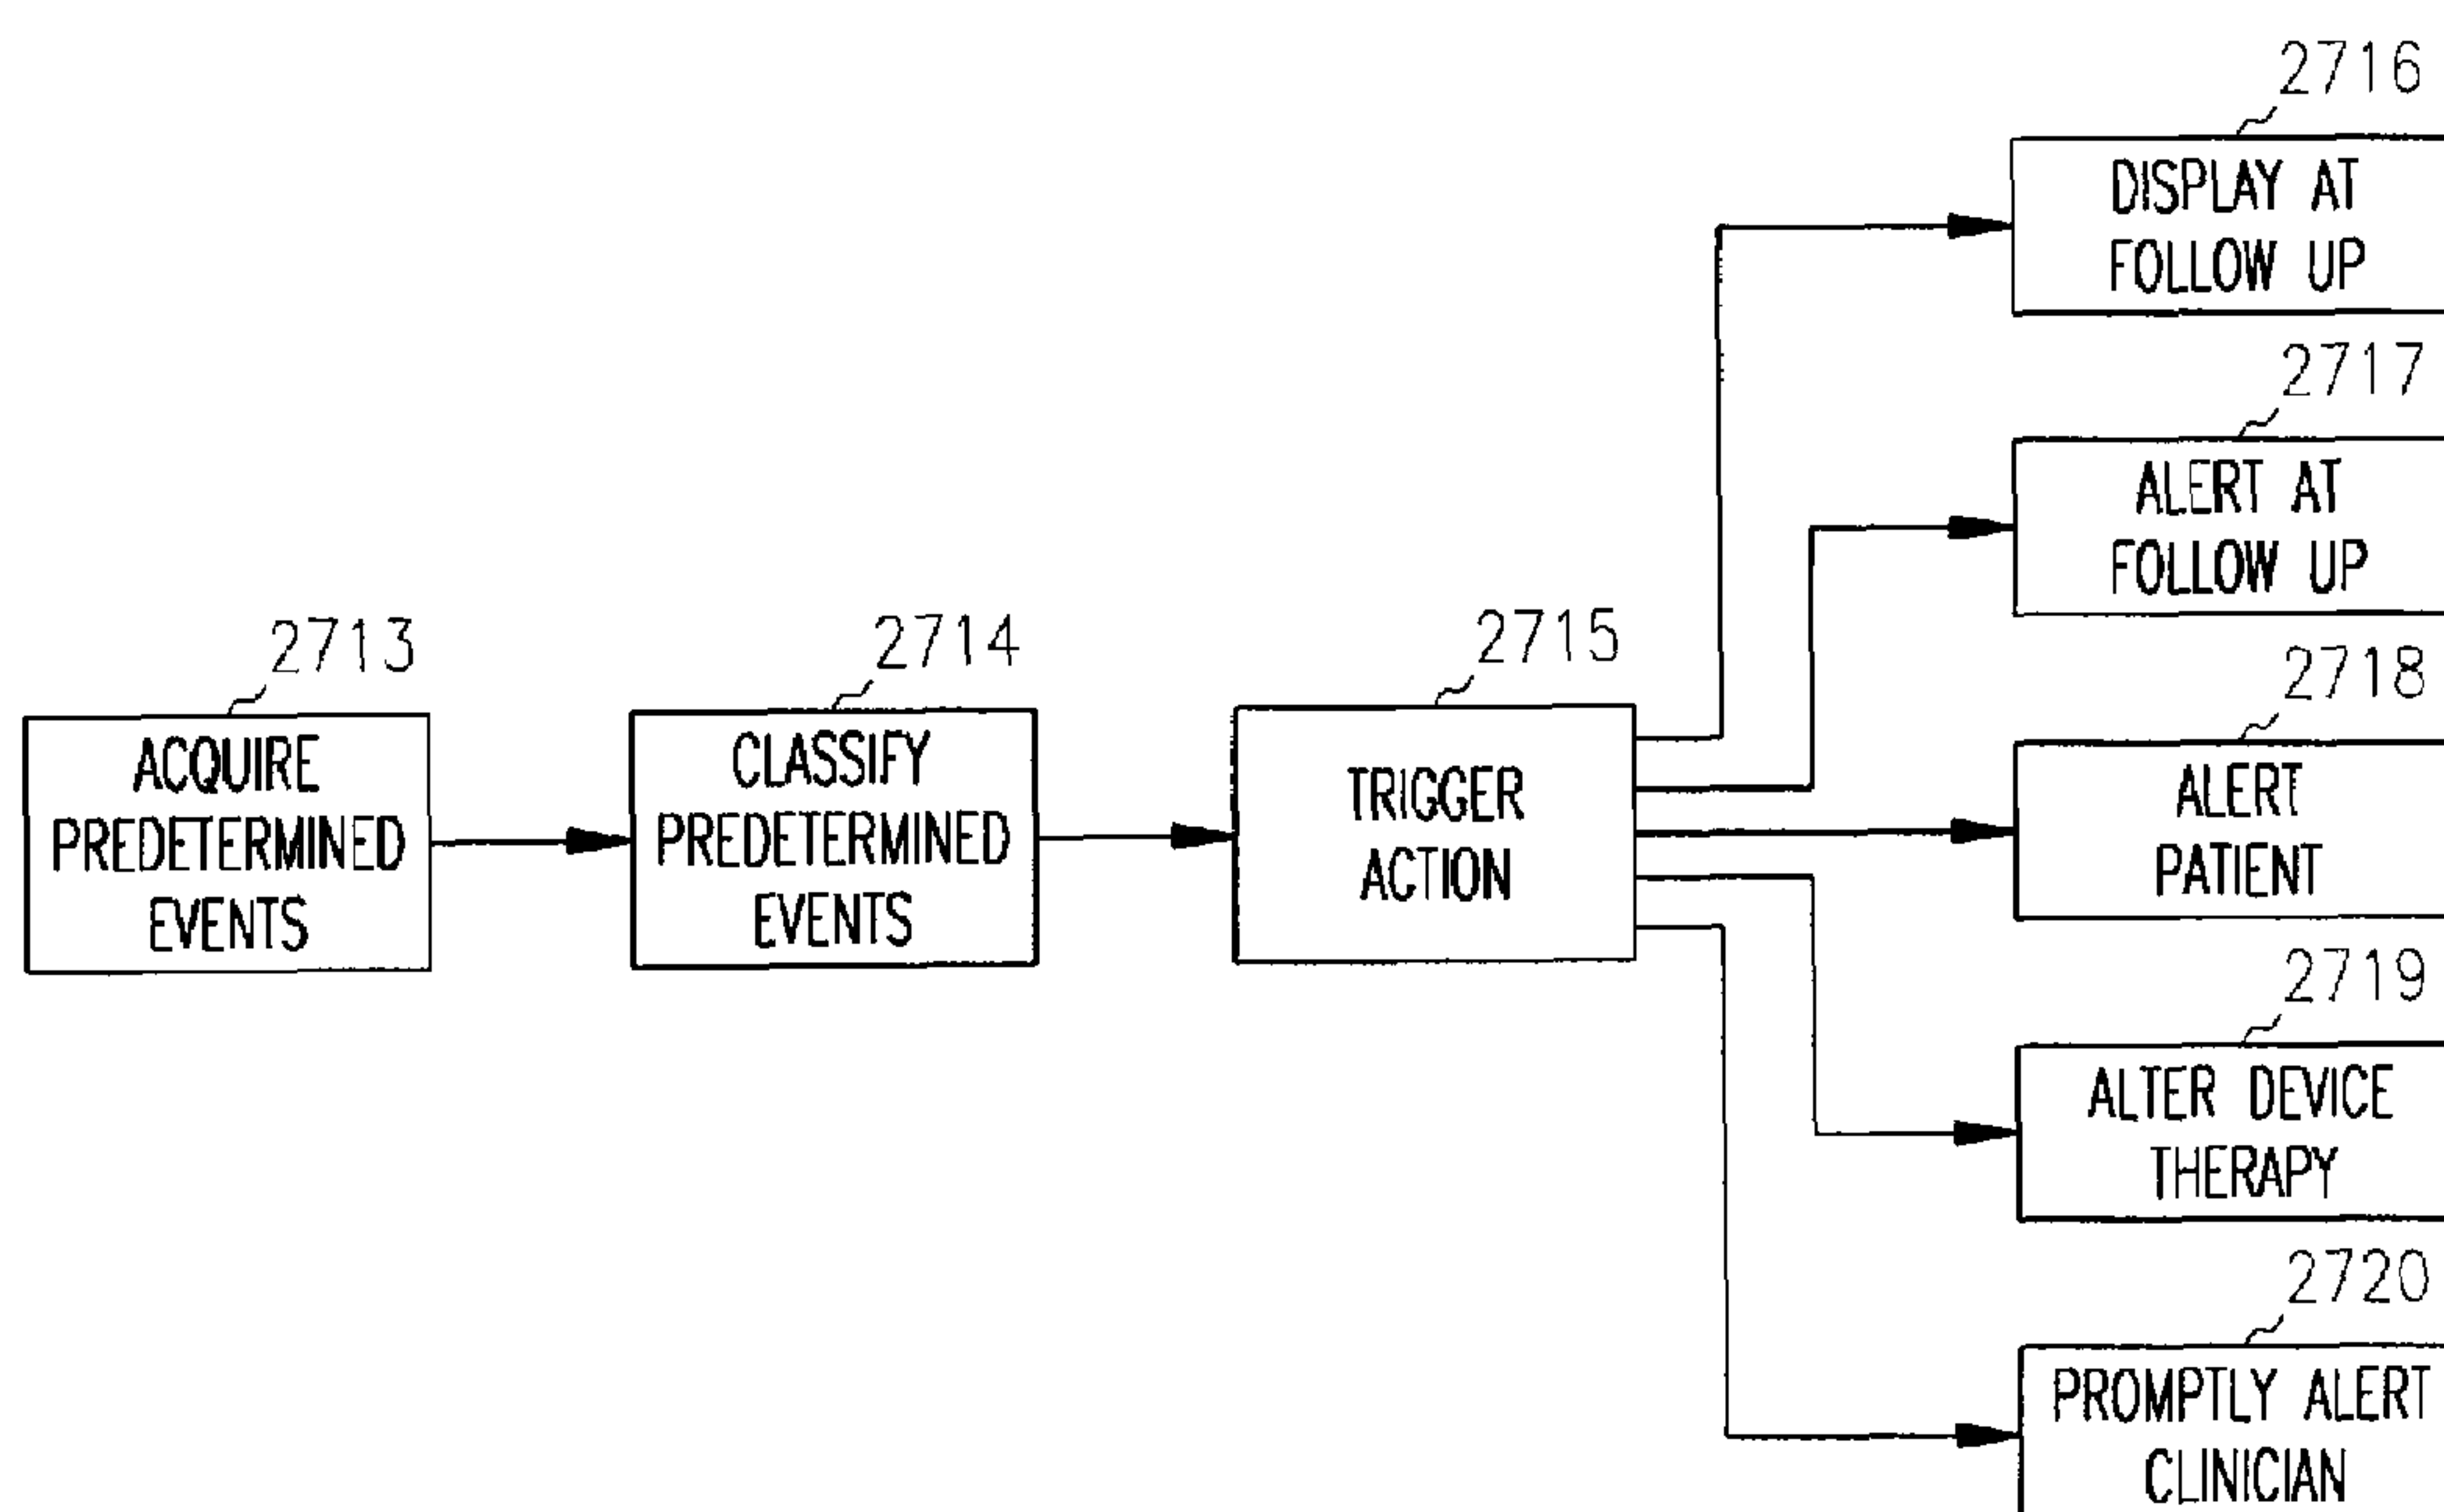 2713
ACQUIRE
PREDETERMINED
EVENTS
2714
CLASSIFY
PREDETERMINED
EVENTS
2715
TRIGGER
ACTION
2716
DISPLAY AT
FOLLOW UP
2717
ALERT AT
FOLLOW UP
2718
ALERT
PATIENT
2719
ALTER DEVICE
THERAPY
2720
PROMPTLY ALERT
CLINICIAN